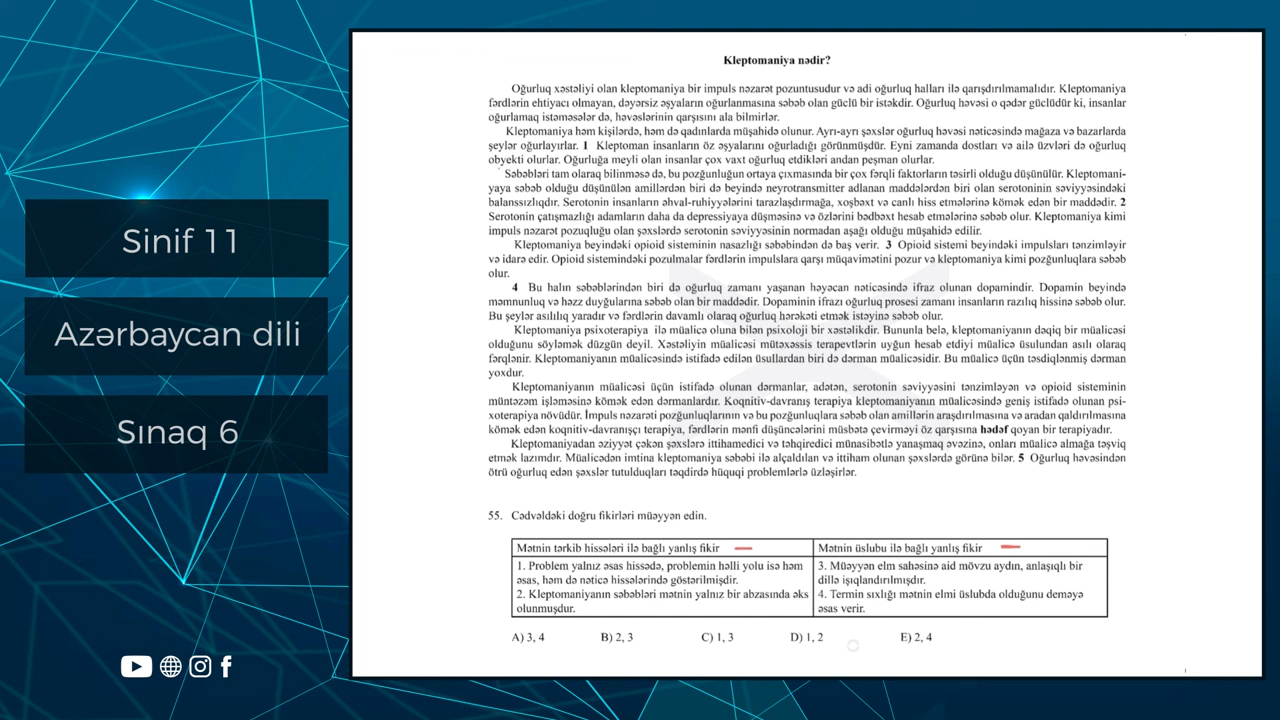 Sinif 11
Azərbaycan dili
Sınaq 6
Kleptomaniya nədir?
Oğurluq xəstəliyi olan kleptomaniya bir impuls nəzarət pozuntusudur və adi oğurluq halları ilə qarışdırılmamalıdır. Kleptomaniya
fərdlərin ehtiyacı olmayan, dəyərsiz əşyaların oğurlanmasına səbəb olan güclü bir istəkdir. Oğurluq həvəsi o qədər güclüdür ki, insanlar
oğurlamaq istəməsələr də, həvəslərinin qarşısını ala bilmirlər.
Kleptomaniya həm kişilərdə, həm də qadınlarda müşahidə olunur. Ayrı-ayrı şəxslər oğurluq həvəsi nəticəsində mağaza və bazarlarda
şeylər oğurlayırlar. 1 Kleptoman insanların öz əşyalarını oğurladığı görünmüşdür. Eyni zamanda dostları və ailə üzvləri də oğurluq
obyekti olurlar. Oğurluğa meyli olan insanlar çox vaxt oğurluq etdikləri andan peşman olurlar.
Səbəbləri tam olaraq bilinməsə də, bu pozğunluğun ortaya çıxmasında bir çox fərqli faktorların təsirli olduğu düşünülür. Kleptomani-
yaya səbəb olduğu düşünülən amillərdən biri də beyində neyrotransmitter adlanan maddələrdən biri olan serotoninin səviyyəsindəki
balanssızlıqdır. Serotonin insanların əhval-ruhiyyələrini tarazlaşdırmağa, xoşbəxt və canlı hiss etmələrinə kömək edən bir maddədir. 2
Serotonin çatışmazlığı adamların daha da depressiyaya düşməsinə və özlərini bədbəxt hesab etmələrinə səbəb olur. Kleptomaniya kimi
impuls nəzarət pozuqluğu olan şəxslərdə serotonin səviyyəsinin normadan aşağı olduğu müşahidə edilir.
Kleptomaniya beyindəki opioid sisteminin nasazlığı səbəbindən də baş verir. 3 Opioid sistemi beyindəki impulsları tənzimləyir
və idarə edir. Opioid sistemindəki pozulmalar fərdlərin impulslara qarşı müqavimətini pozur və kleptomaniya kimi pozğunluqlara səbəb
olur.
4 Bu halın səbəblərindən biri də oğurluq zamanı yaşanan həyəcan nəticəsində ifraz olunan dopamindir. Dopamin beyində
məmnunluq və həzz duyğularına səbəb olan bir maddədir. Dopaminin ifrazı oğurluq prosesi zamanı insanların razılıq hissinə səbəb olur.
Bu şeylər asılılıq yaradır və fərdlərin davamlı olaraq oğurluq hərəkəti etmək istəyinə səbəb olur.
Kleptomaniya psixoterapiya ilə müalicə oluna bilən psixoloji bir xəstəlikdir. Bununla belə, kleptomaniyanın dəqiq bir müalicəsi
olduğunu söyləmək düzgün deyil. Xəstəliyin müalicəsi mütəxəssis terapevtlərin uyğun hesab etdiyi müalicə üsulundan asılı olaraq
fərqlənir. Kleptomaniyanın müalicəsində istifadə edilən üsullardan biri də dərman müalicəsidir. Bu müalicə üçün təsdiqlənmiş dərman
yoxdur.
Kleptomaniyanın müalicəsi üçün istifadə olunan dərmanlar, adətən, serotonin səviyyəsini tənzimləyən və opioid sisteminin
müntəzəm işləməsinə kömək edən dərmanlardır. Koqnitiv-davranış terapiya kleptomaniyanın müalicəsində geniş istifadə olunan psi-
xoterapiya növüdür. İmpuls nəzarəti pozğunluqlarının və bu pozğunluqlara səbəb olan amillərin araşdırılmasına və aradan qaldırılmasına
kömək edən koqnitiv-davranışçı terapiya, fərdlərin mənfi düşüncələrini müsbətə çevirməyi öz qarşısına hədəf qoyan bir terapiyadır.
Kleptomaniyadan əziyyət çəkən şəxslərə ittihamedici və təhqiredici münasibətlə yanaşmaq əvəzinə, onları müalicə almağa təşviq
etmək lazımdır. Müalicədən imtina kleptomaniya səbəbi ilə alçaldılan və ittiham olunan şəxslərdə görünə bilər. 5 Oğurluq həvəsindən
ötrü oğurluq edən şəxslər tutulduqları təqdirdə hüquqi problemlərlə üzləşirlər.
55. Cədvəldəki doğru fikirləri müəyyən edin.
Mətnin tərkib hissələri ilə bağlı yanlış fikir
1. Problem yalnız əsas hissədə, problemin həlli yolu isə həm
əsas, həm də nəticə hissələrində göstərilmişdir.
2. Kleptomaniyanın səbəbləri mətnin yalnız bir abzasında əks
olunmuşdur.
Mətnin üslubu ilə bağlı yanlış fikir
3. Müəyyən elm sahəsinə aid mövzu aydın, anlaşıqlı bir
dillə işıqlandırılmışdır.
4. Termin sıxlığı mətnin elmi üslubda olduğunu deməyə
əsas verir.
A) 3, 4 B) 2, 3 C) 1, 3 D) 1, 2 E) 2, 4